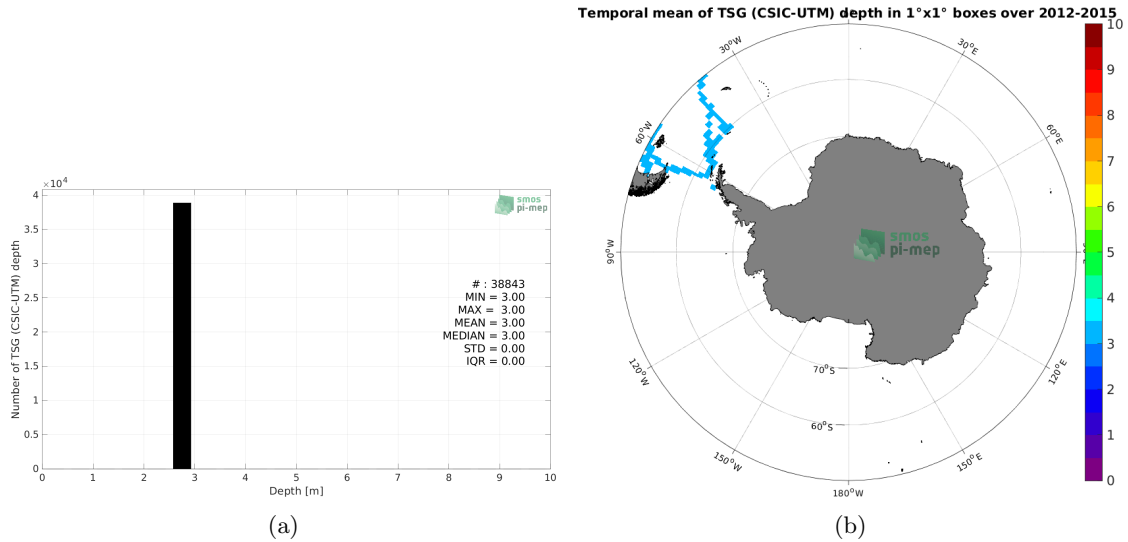 ×10⁴
4
3.5
3
2.5
2
1.5
1
0.5
0
Number of TSG (CSIC-UTM) depth
smos
pi-mep
# : 38843
MIN = 3.00
MAX = 3.00
MEAN = 3.00
MEDIAN = 3.00
STD = 0.00
IQR = 0.00
0 1 2 3 4 5 6 7 8 9 10
Depth [m]
(a)
Temporal mean of TSG (CSIC-UTM) depth in 1°x1° boxes over 2012-2015
30°W
30°E
60°W
60°E
90°W
smos
pi-mep
120°W
120°E
70°S
60°S
150°W
150°E
180°W
10
9
8
7
6
5
4
3
2
1
0
(b)